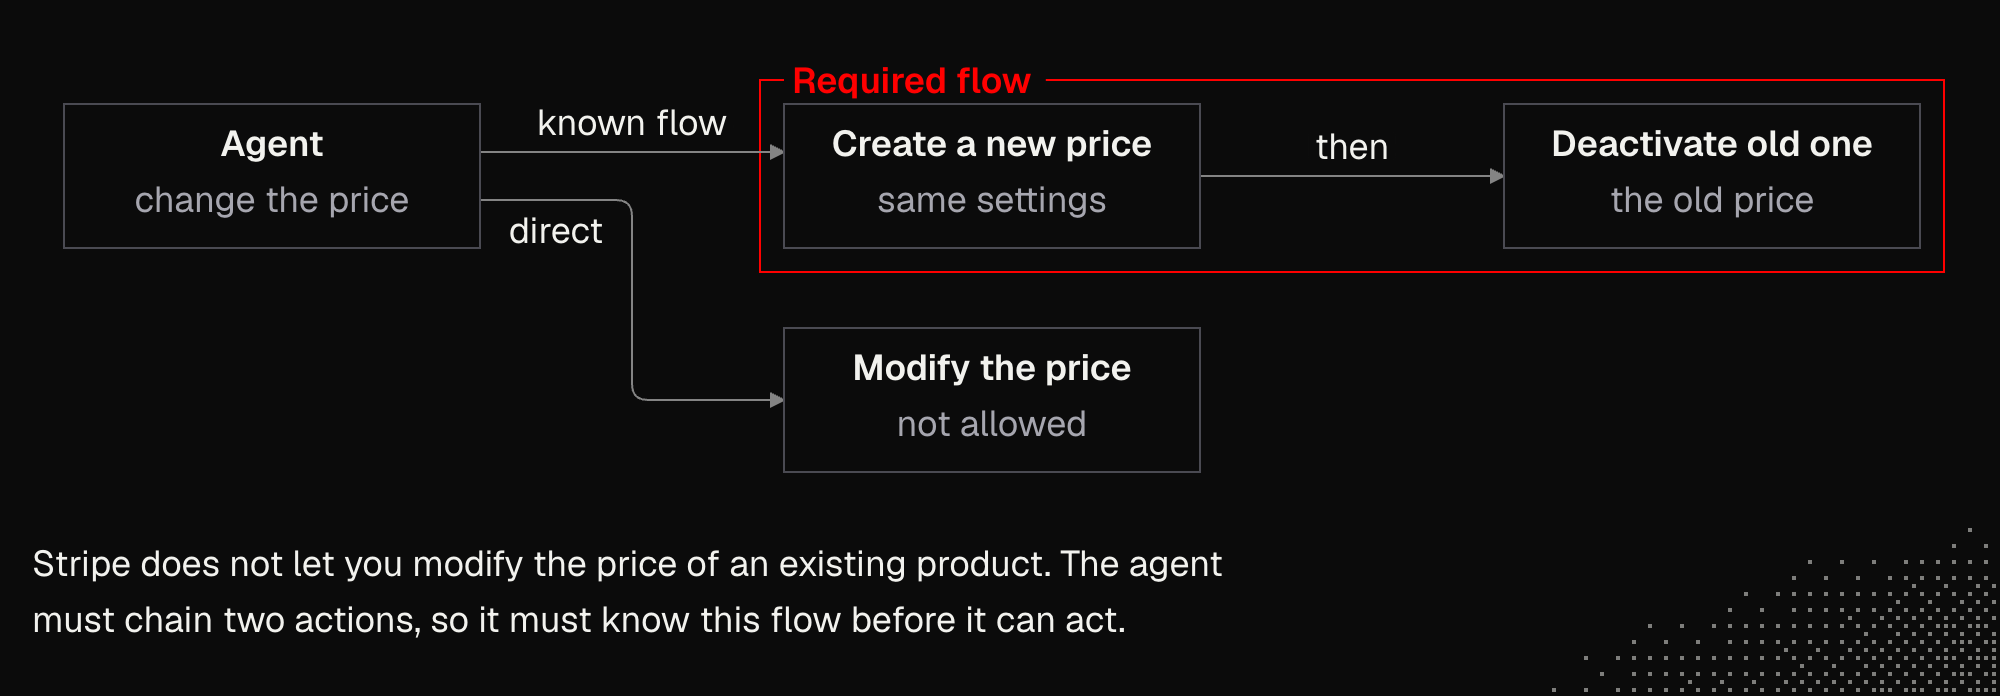 Required flow
Agent
change the price
known flow
direct
Create a new price
same settings
then
Deactivate old one
the old price
Modify the price
not allowed
Stripe does not let you modify the price of an existing product. The agent
must chain two actions, so it must know this flow before it can act.